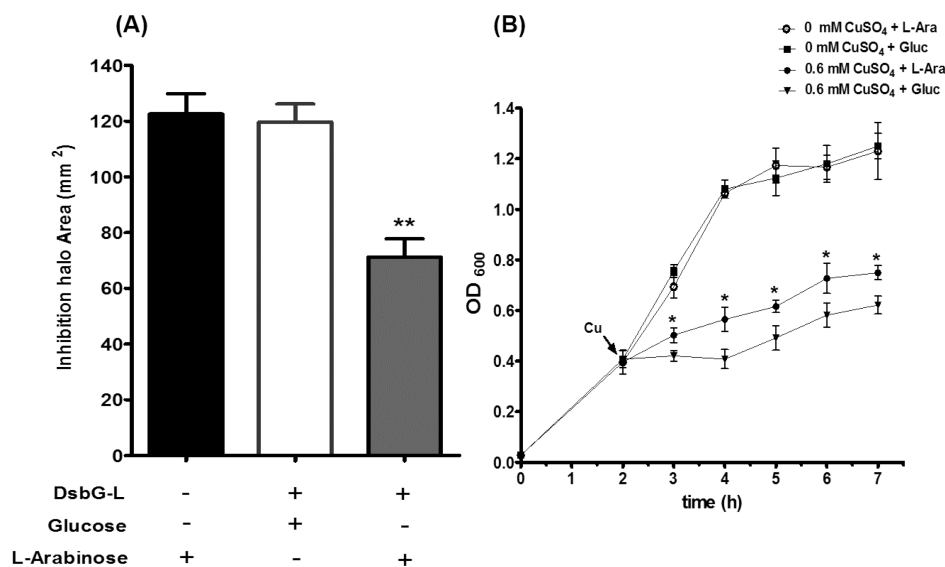 (A)
Inhibition halo Area (mm ²)
140
120
100
80
60
40
20
0
**
DsbG-L - + +
Glucose - + -
L-Arabinose + - +
(B)
0 mM CuSO₄ + L-Ara
0 mM CuSO₄ + Gluc
0.6 mM CuSO₄ + L-Ara
0.6 mM CuSO₄ + Gluc
OD ₆₀₀
1.4
1.2
1.0
0.8
0.6
0.4
0.2
0.0
Cu
* * * * *
0 1 2 3 4 5 6 7
time (h)